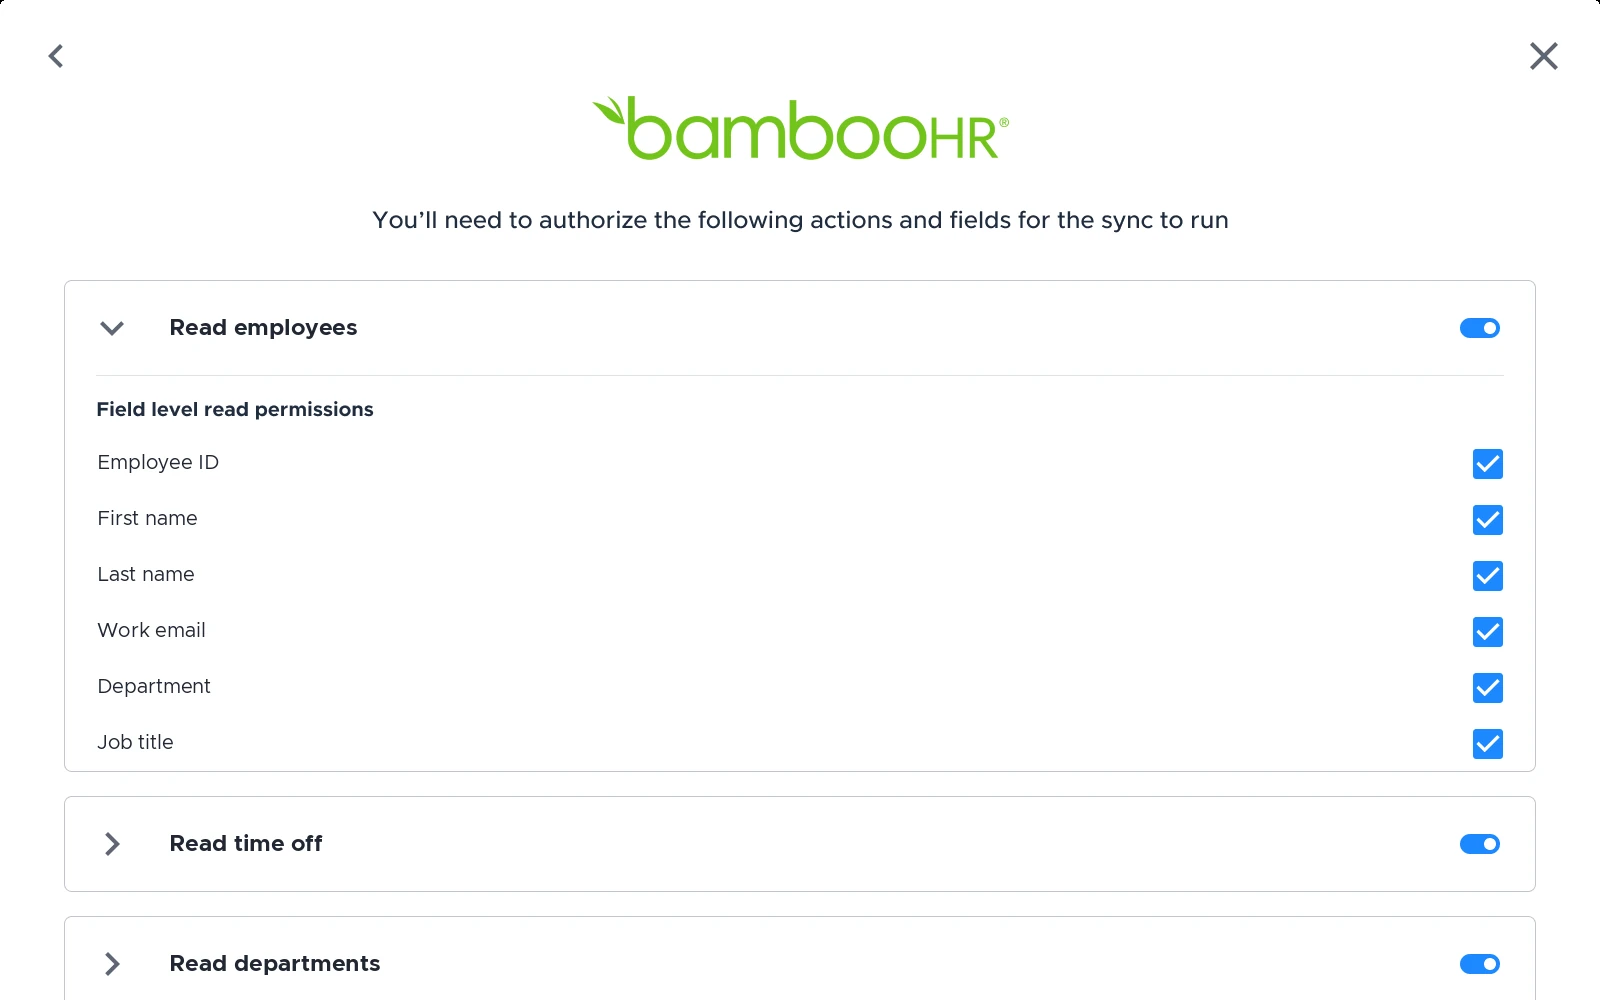 bambooHR®
You’ll need to authorize the following actions and fields for the sync to run
Read employees
Field level read permissions
Employee ID
First name
Last name
Work email
Department
Job title
Read time off
Read departments